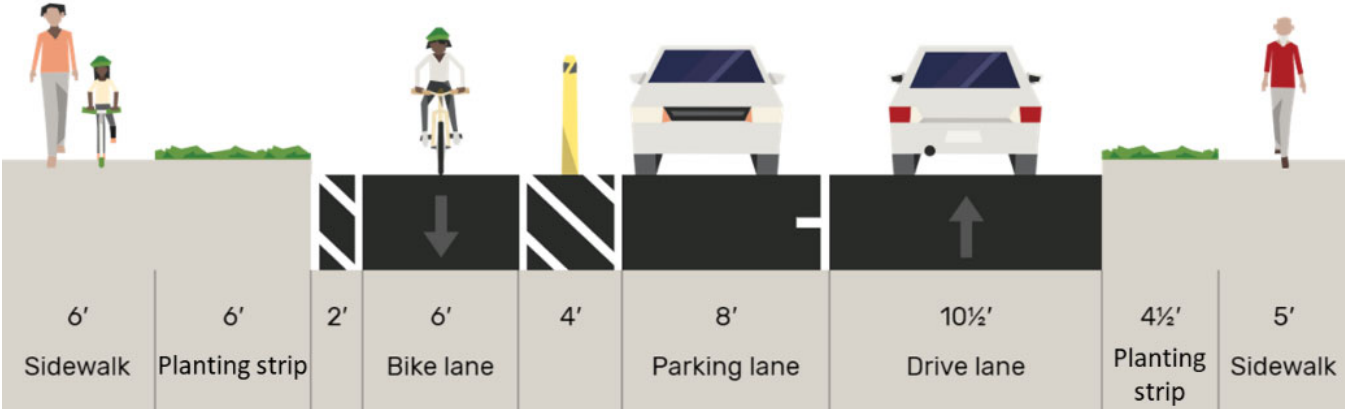 6′ 6′ 2′ 6′ 4′ 8′ 10½′ 4½′ 5′
Sidewalk Planting strip Bike lane Parking lane Drive lane Planting strip Sidewalk